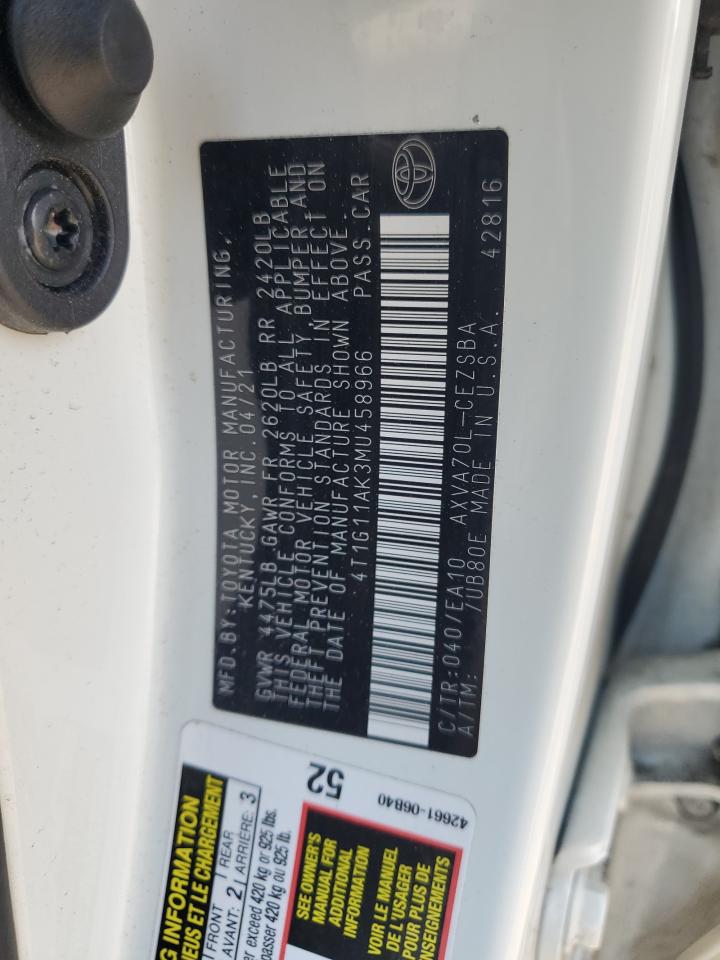 MFD.BY:TOYOTA MOTOR MANUFACTURING,
KENTUCKY, INC. 04/21
GVWR 4475LB GAWR FR 2620LB RR 2420LB
THIS VEHICLE CONFORMS TO ALL APPLICABLE
FEDERAL MOTOR VEHICLE SAFETY, BUMPER AND
THEFT PREVENTION STANDARDS IN EFFECT ON
THE DATE OF MANUFACTURE SHOWN ABOVE.
4T1G11AK3MU458966 PASS.CAR
C/TR:040/EA10 AXVA70L-CEZSBA
A/TM: /UB80E MADE IN U.S.A. 42816
INFORMATION
ET LE CHARGEMENT
FRONT REAR
AVANT: 2 ARRIÈRE: 3
exceed 420 kg or 925 lbs.
passer 420 kg ou 925 lb.
52
42661-06B40
SEE OWNER'S
MANUAL FOR
ADDITIONAL
INFORMATION
VOIR LE MANUEL
DE L'USAGER
POUR PLUS DE